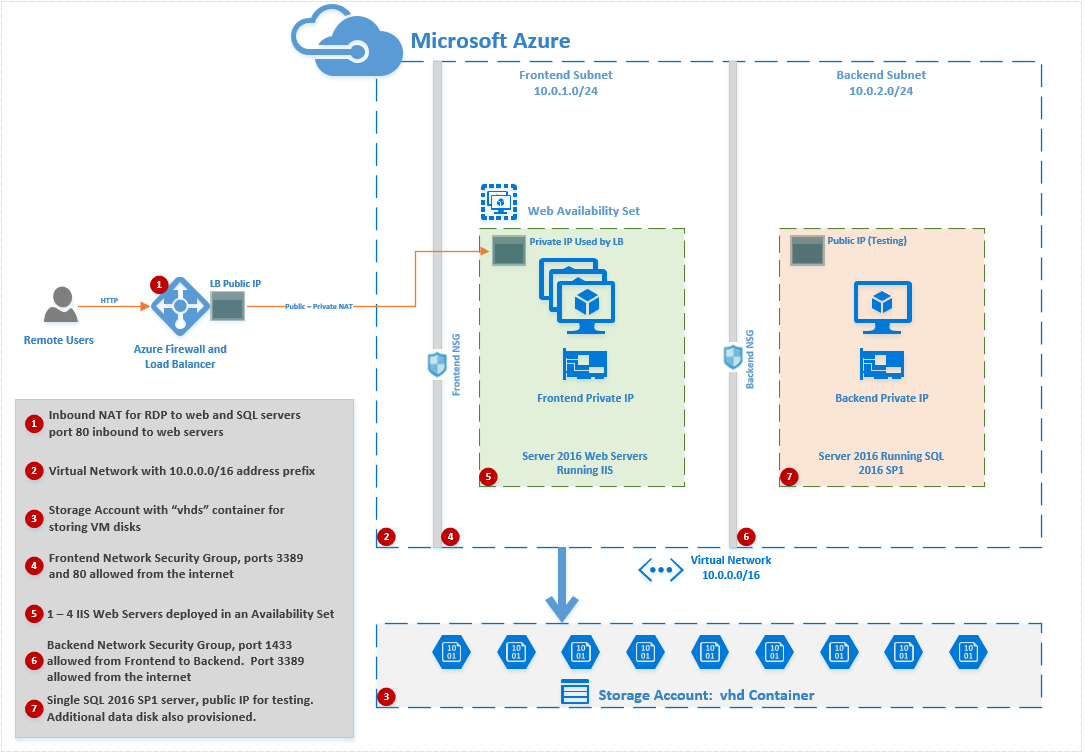 Microsoft Azure
Frontend Subnet
10.0.1.0/24
Backend Subnet
10.0.2.0/24
Web Availability Set
Private IP Used by LB
Public IP (Testing)
1
LB Public IP
HTTP
Public – Private NAT
Remote Users
Azure Firewall and
Load Balancer
Frontend NSG
Backend NSG
Frontend Private IP
Backend Private IP
Server 2016 Web Servers
Running IIS
5
Server 2016 Running SQL
2016 SP1
7
2
4
6
Virtual Network
10.0.0.0/16
1
Inbound NAT for RDP to web and SQL servers
port 80 inbound to web servers
2
Virtual Network with 10.0.0.0/16 address prefix
3
Storage Account with “vhds” container for
storing VM disks
4
Frontend Network Security Group, ports 3389
and 80 allowed from the internet
5
1 – 4 IIS Web Servers deployed in an Availability Set
6
Backend Network Security Group, port 1433
allowed from Frontend to Backend.  Port 3389
allowed from the internet
7
Single SQL 2016 SP1 server, public IP for testing.
Additional data disk also provisioned.
10
01
10
01
10
01
10
01
10
01
10
01
10
01
10
01
10
01
3
Storage Account:  vhd Container